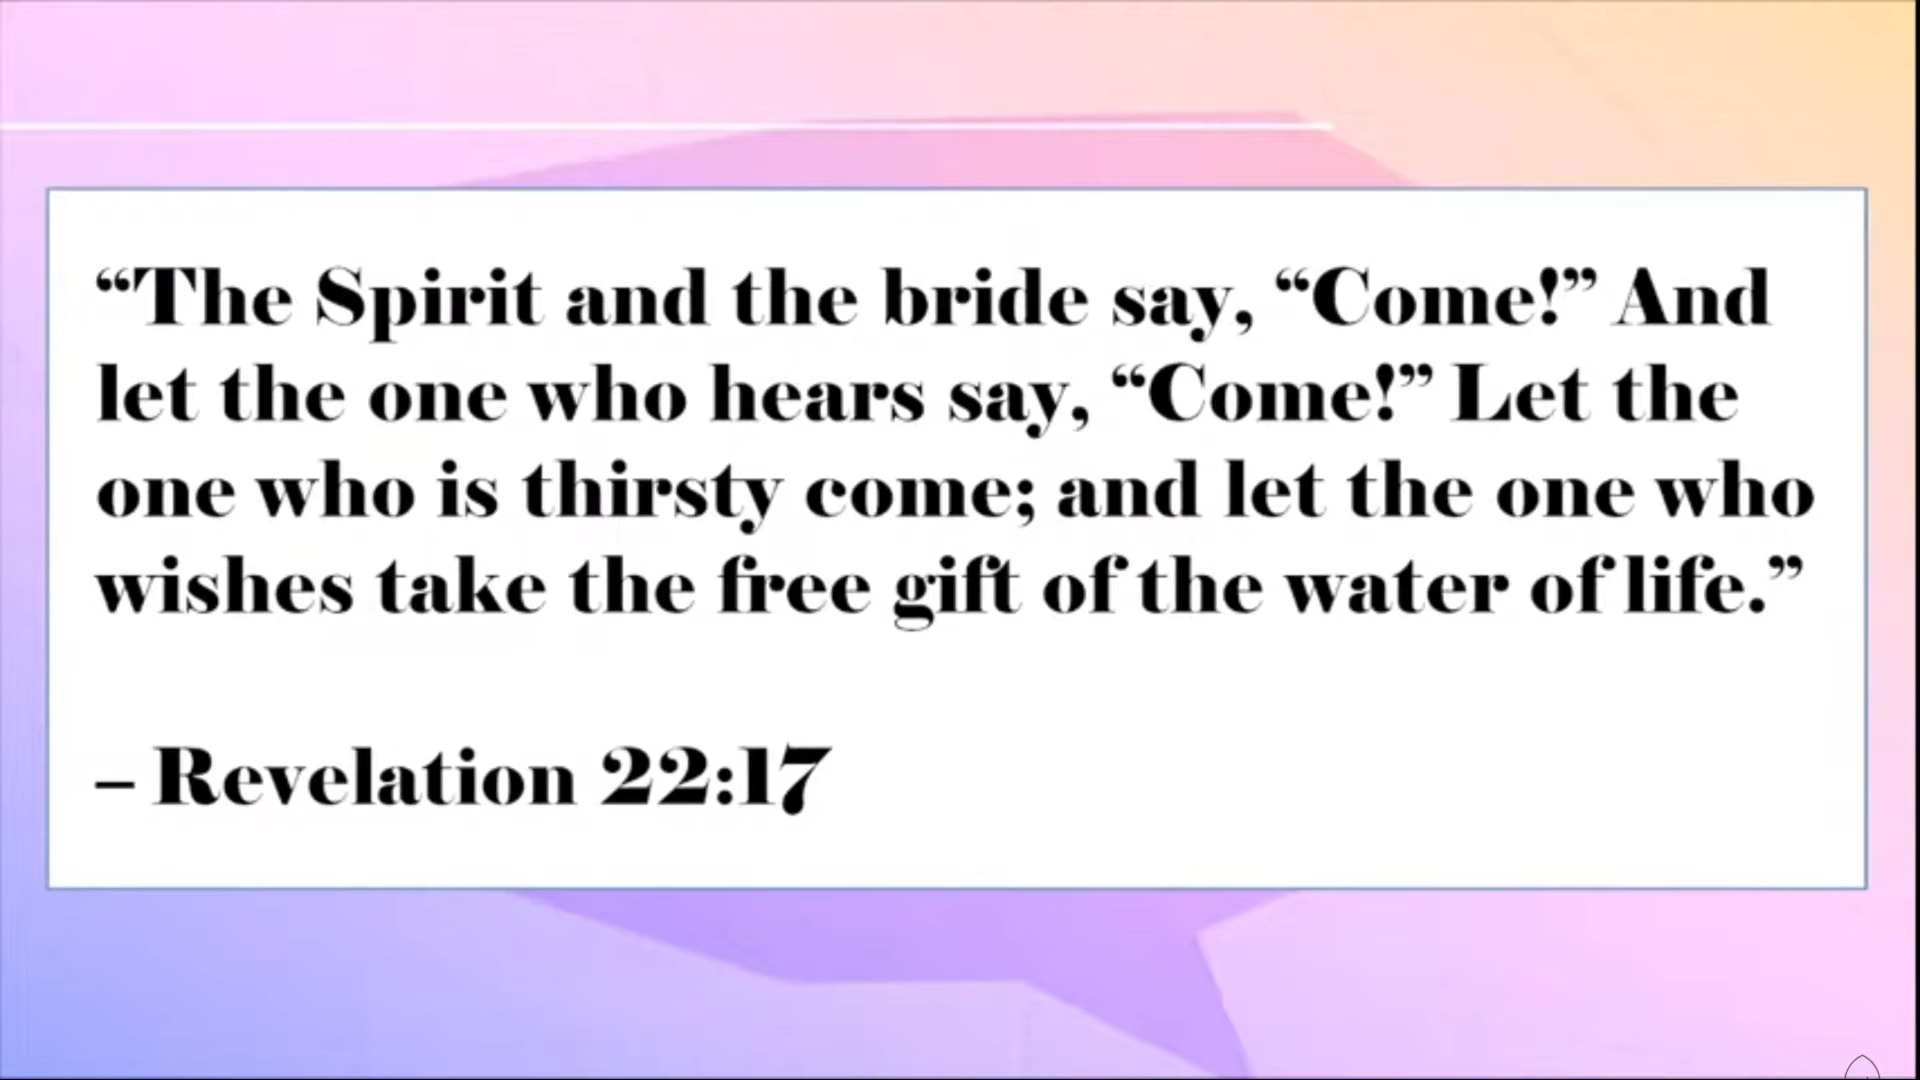 “The Spirit and the bride say, “Come!” And
let the one who hears say, “Come!” Let the
one who is thirsty come; and let the one who
wishes take the free gift of the water of life.”
– Revelation 22:17